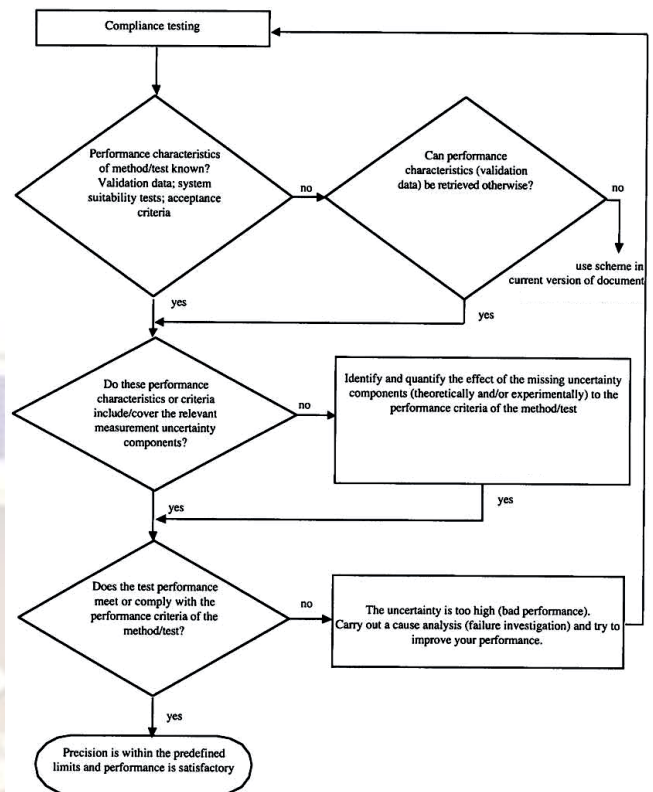 Compliance testing
Performance characteristics
of method/test known?
Validation data; system
suitability tests; acceptance
criteria
no
Can performance
characteristics (validation
data) be retrieved otherwise?
no
use scheme in
current version of document
yes
yes
Do these performance
characteristics or criteria
include/cover the relevant
measurement uncertainty
components?
no
Identify and quantify the effect of the missing uncertainty
components (theoretically and/or experimentally) to the
performance criteria of the method/test
yes
yes
Does the test performance
meet or comply with the
performance criteria of the
method/test?
no
The uncertainty is too high (bad performance).
Carry out a cause analysis (failure investigation) and try to
improve your performance.
yes
Precision is within the predefined
limits and performance is satisfactory